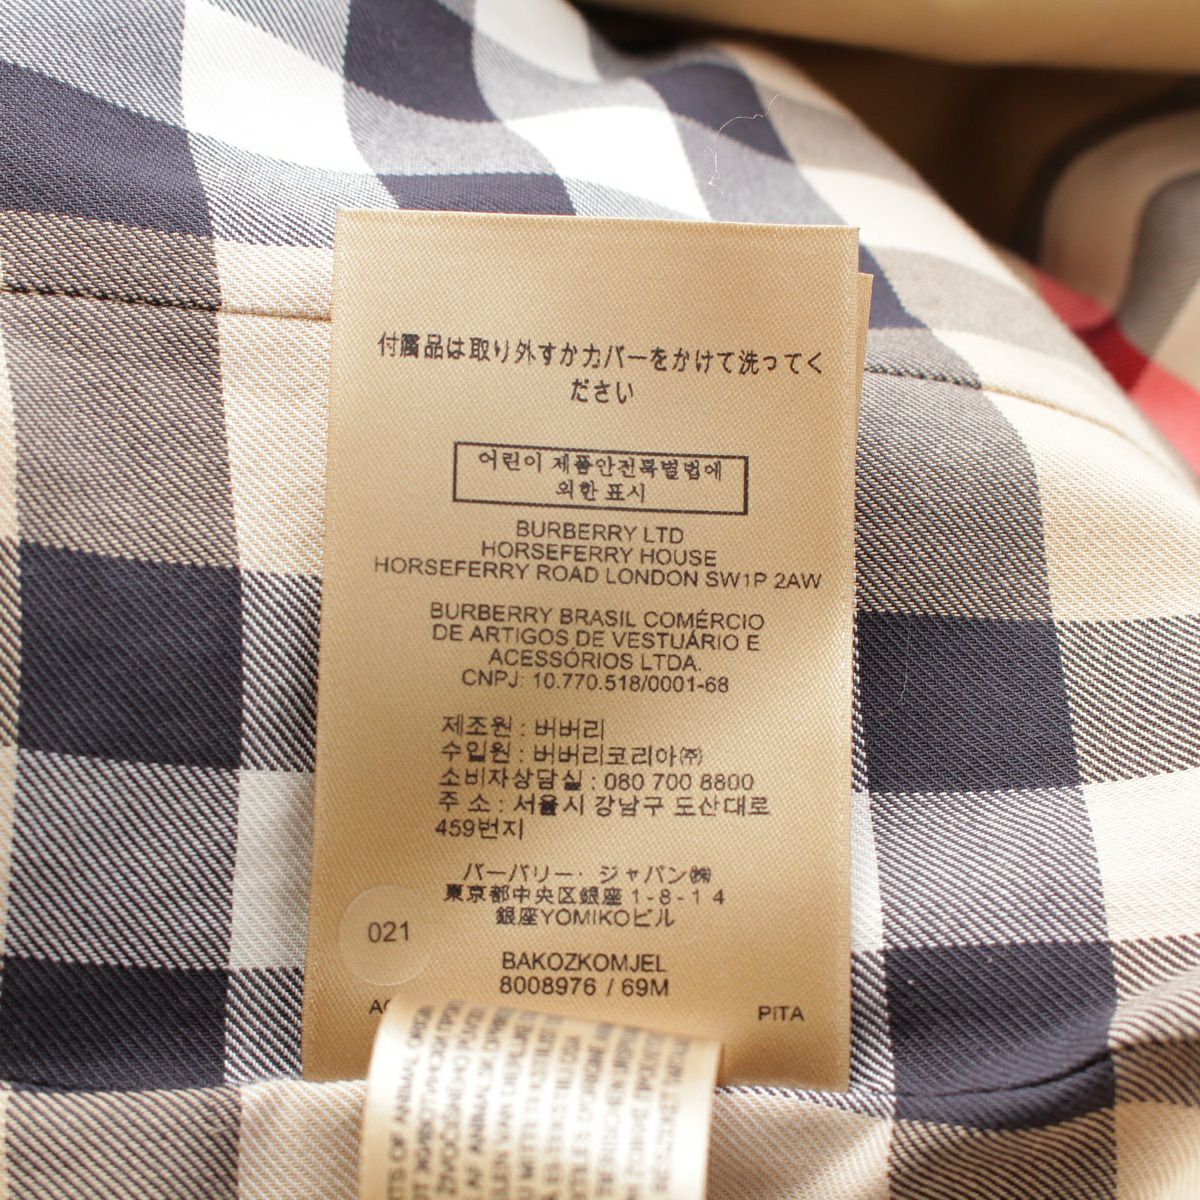 付属品は取り外すかカバーをかけて洗ってく
ださい
어린이 제품안전특별법에
의한 표시
BURBERRY LTD
HORSEFERRY HOUSE
HORSEFERRY ROAD LONDON SW1P 2AW
BURBERRY BRASIL COMÉRCIO
DE ARTIGOS DE VESTUÁRIO E
ACESSÓRIOS LTDA.
CNPJ: 10.770.518/0001-68
제조원 : 버버리
수입원 : 버버리코리아㈜
소비자상담실 : 080 700 8800
주 소 : 서울시 강남구 도산대로
459번지
バーバリー・ジャパン㈱
東京都中央区銀座1-8-14
銀座YOMIKOビル
021
BAKOZKOMJEL
8008976 / 69M
PITA
OF ANIMAL ORIGIN